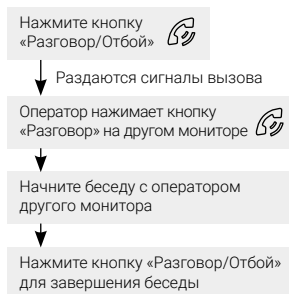 Нажмите кнопку
«Разговор/Отбой»
Раздаются сигналы вызова
Оператор нажимает кнопку
«Разговор» на другом мониторе
Начните беседу с оператором
другого монитора
Нажмите кнопку «Разговор/Отбой»
для завершения беседы